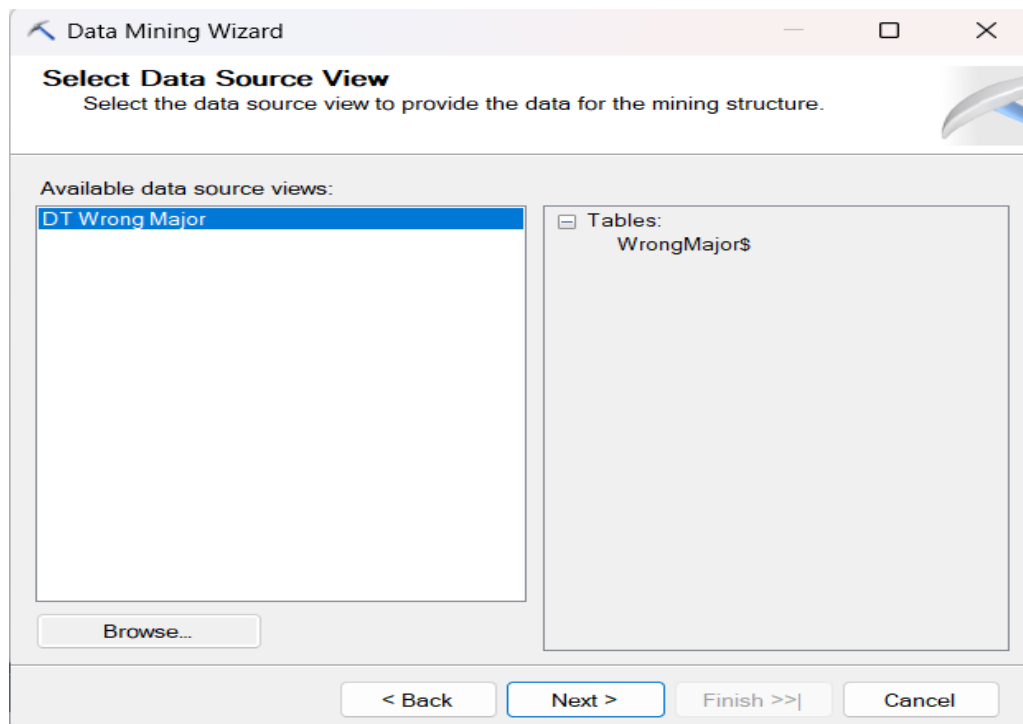 Data Mining Wizard
Select Data Source View
Select the data source view to provide the data for the mining structure.
Available data source views:
DT Wrong Major
Tables:
WrongMajor$
Browse...
< Back
Next >
Finish >>|
Cancel